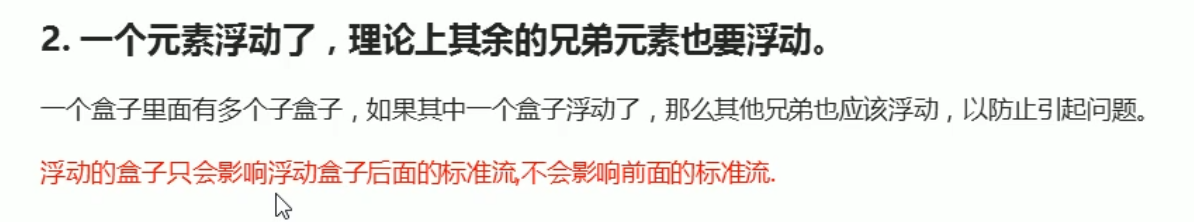 2. 一个元素浮动了，理论上其余的兄弟元素也要浮动。
一个盒子里面有多个子盒子，如果其中一个盒子浮动了，那么其他兄弟也应该浮动，以防止引起问题。
浮动的盒子只会影响浮动盒子后面的标准流,不会影响前面的标准流.